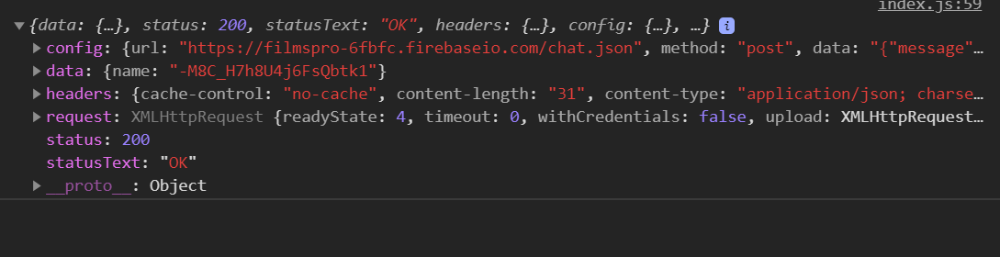 index.js:59
{data: {…}, status: 200, statusText: "OK", headers: {…}, config: {…}, …} i
config: {url: "https://filmspro-6fbfc.firebaseio.com/chat.json", method: "post", data: "{"message"…
data: {name: "-M8C_H7h8U4j6FsQbtk1"}
headers: {cache-control: "no-cache", content-length: "31", content-type: "application/json; charse…
request: XMLHttpRequest {readyState: 4, timeout: 0, withCredentials: false, upload: XMLHttpRequest…
status: 200
statusText: "OK"
__proto__: Object